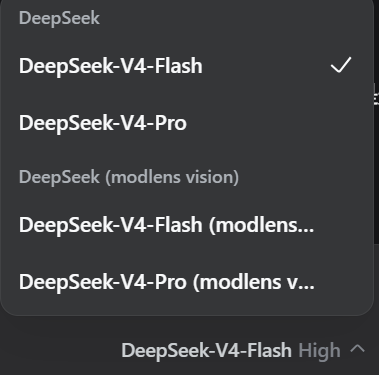 DeepSeek
DeepSeek-V4-Flash
DeepSeek-V4-Pro
DeepSeek (modlens vision)
DeepSeek-V4-Flash (modlens...
DeepSeek-V4-Pro (modlens v...
DeepSeek-V4-Flash High